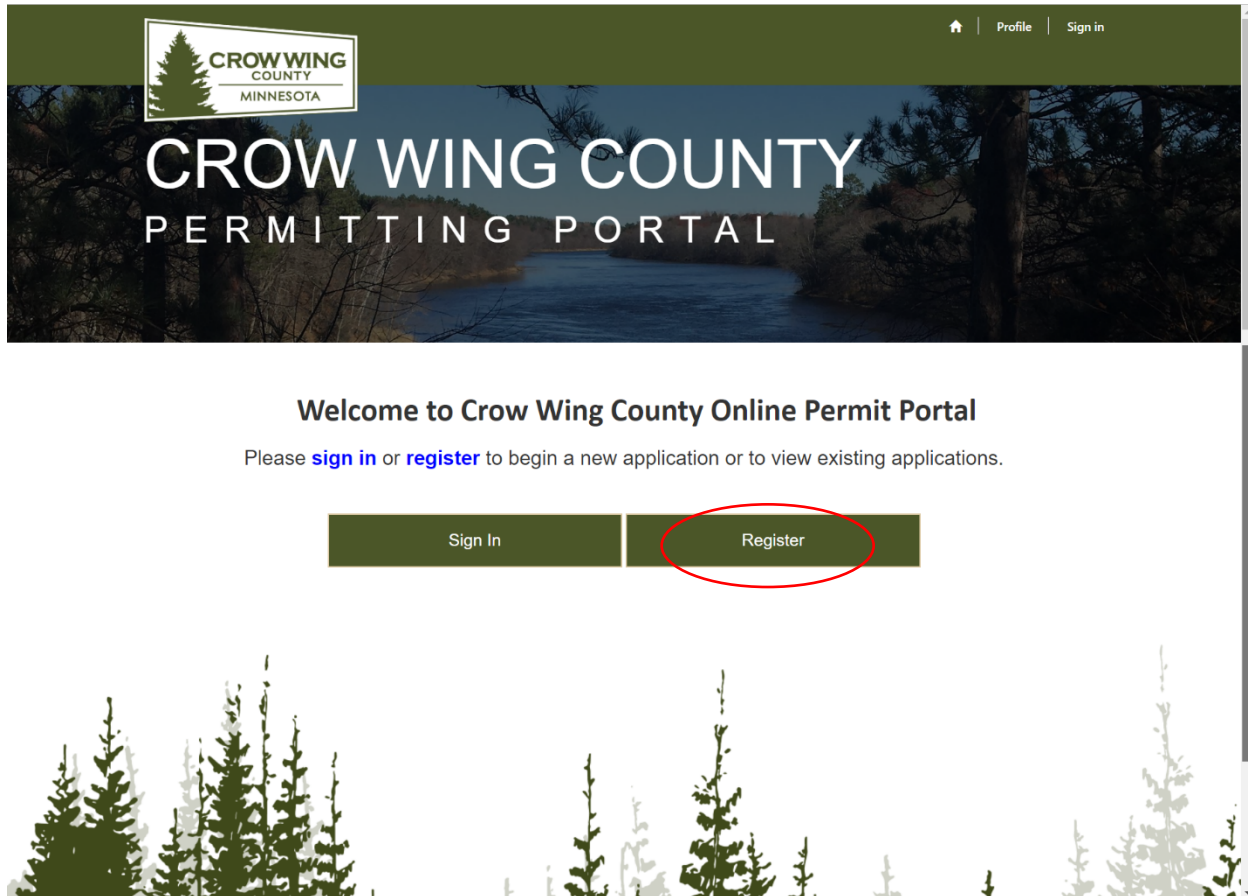 Profile
Sign in
CROW WING
COUNTY
MINNESOTA
CROW WING COUNTY
PERMITTING PORTAL
Welcome to Crow Wing County Online Permit Portal
Please sign in or register to begin a new application or to view existing applications.
Sign In
Register